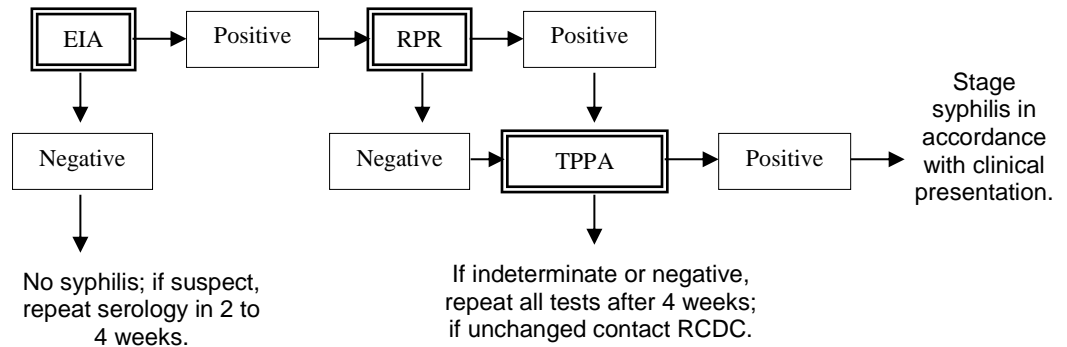 EIA
Positive
RPR
Positive
Negative
Negative
TPPA
Positive
Stage
syphilis in
accordance
with clinical
presentation.
No syphilis; if suspect,
repeat serology in 2 to
4 weeks.
If indeterminate or negative,
repeat all tests after 4 weeks;
if unchanged contact RCDC.